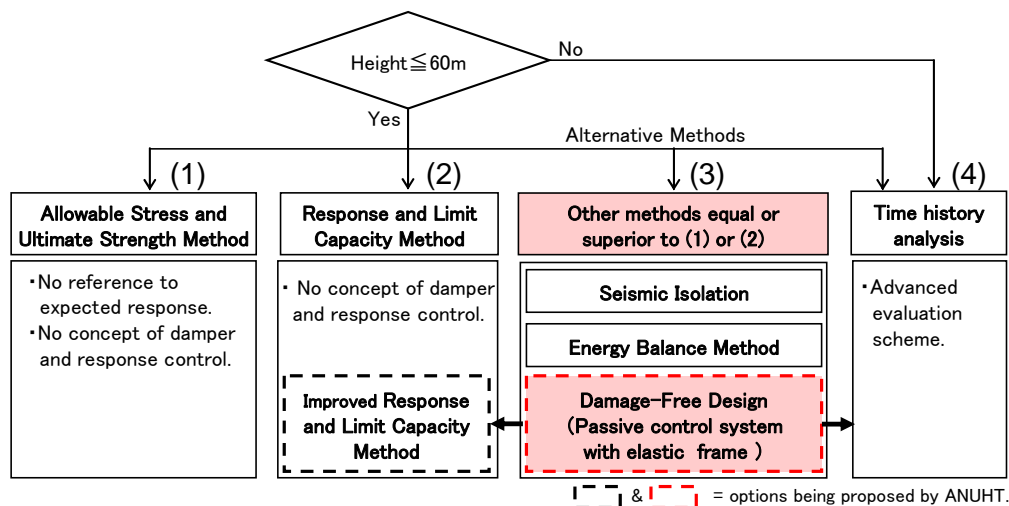 Height≦60m
No
Yes
Alternative Methods
(1)
(2)
(3)
(4)
Allowable Stress and
Ultimate Strength Method
Response and Limit
Capacity Method
Other methods equal or
superior to (1) or (2)
Time history
analysis
・No reference to
expected response.
・No concept of damper
and response control.
・No concept of damper
and response control.
Improved Response
and Limit Capacity
Method
Seismic Isolation
Energy Balance Method
Damage-Free Design
(Passive control system
with elastic frame )
・Advanced
evaluation
scheme.
& = options being proposed by ANUHT.